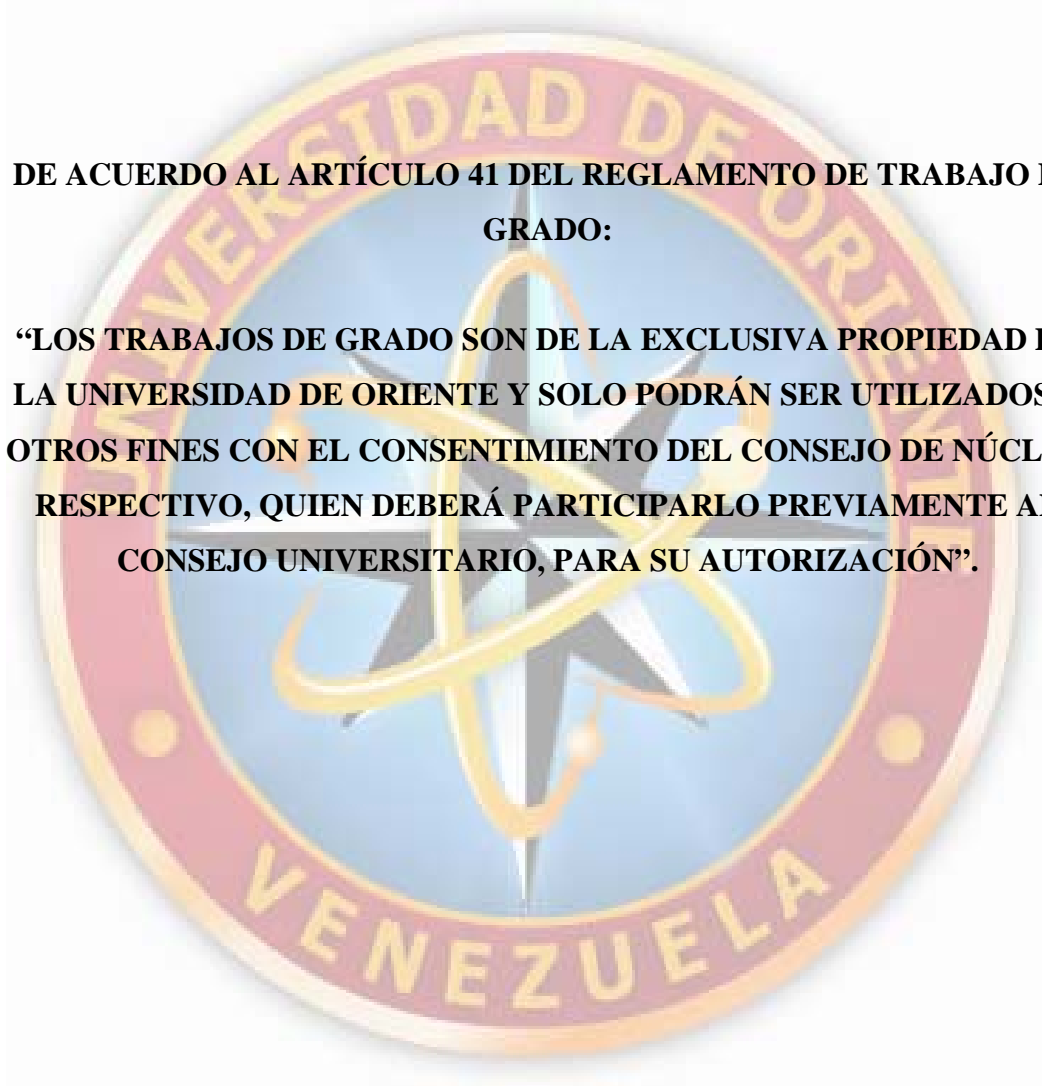 DE ACUERDO AL ARTÍCULO 41 DEL REGLAMENTO DE TRABAJO
GRADO:
“LOS TRABAJOS DE GRADO SON DE LA EXCLUSIVA PROPIEDAD
LA UNIVERSIDAD DE ORIENTE Y SOLO PODRÁN SER UTILIZADOS
OTROS FINES CON EL CONSENTIMIENTO DEL CONSEJO DE NÚCL
RESPECTIVO, QUIEN DEBERÁ PARTICIPARLO PREVIAMENTE A
CONSEJO UNIVERSITARIO, PARA SU AUTORIZACIÓN”.
UNIVERSIDAD DE ORIENTE
VENEZUELA